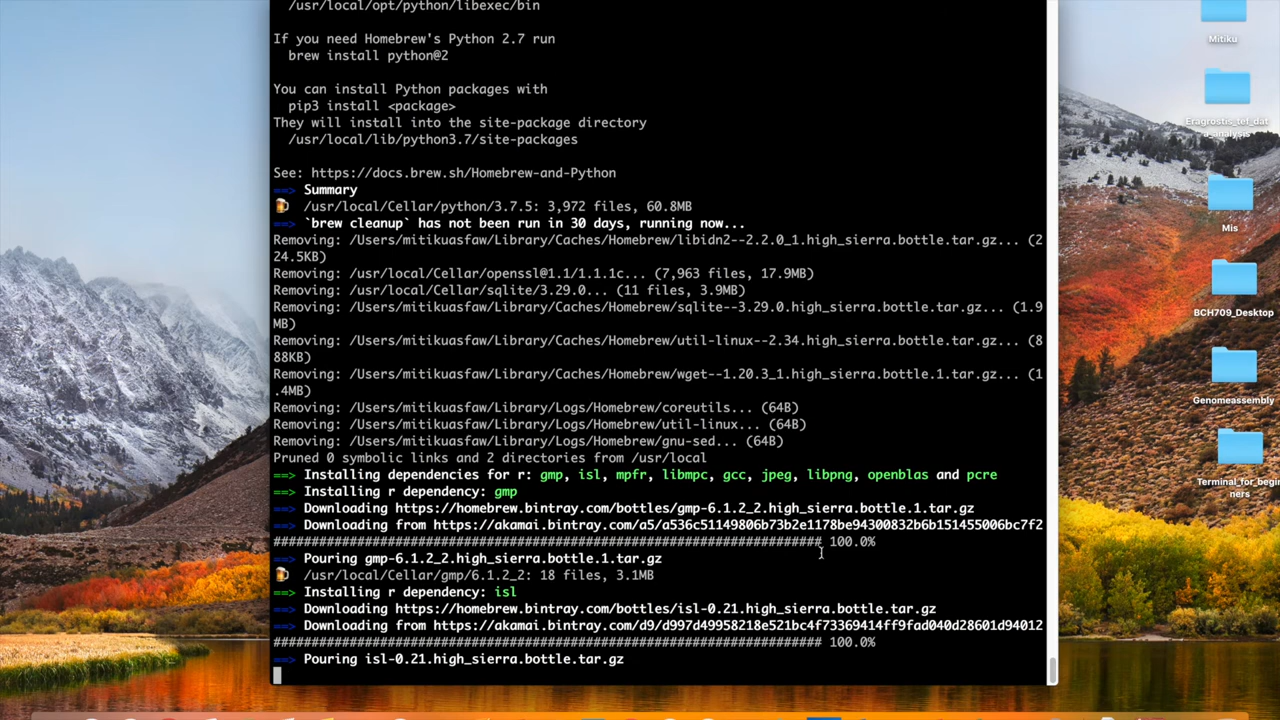 /usr/local/opt/python/libexec/bin
If you need Homebrew's Python 2.7 run
brew install python@2
You can install Python packages with
pip3 install <package>
They will install into the site-package directory
/usr/local/lib/python3.7/site-packages
See: https://docs.brew.sh/Homebrew-and-Python
==> Summary
/usr/local/Cellar/python/3.7.5: 3,972 files, 60.8MB
==> `brew cleanup` has not been run in 30 days, running now...
Removing: /Users/mitikuasfaw/Library/Caches/Homebrew/libidn2--2.2.0_1.high_sierra.bottle.tar.gz... (2
24.5KB)
Removing: /usr/local/Cellar/openssl@1.1/1.1.1c... (7,963 files, 17.9MB)
Removing: /usr/local/Cellar/sqlite/3.29.0... (11 files, 3.9MB)
Removing: /Users/mitikuasfaw/Library/Caches/Homebrew/sqlite--3.29.0.high_sierra.bottle.tar.gz... (1.9
MB)
Removing: /Users/mitikuasfaw/Library/Caches/Homebrew/util-linux--2.34.high_sierra.bottle.tar.gz... (8
88KB)
Removing: /Users/mitikuasfaw/Library/Caches/Homebrew/wget--1.20.3_1.high_sierra.bottle.1.tar.gz... (1
.4MB)
Removing: /Users/mitikuasfaw/Library/Logs/Homebrew/coreutils... (64B)
Removing: /Users/mitikuasfaw/Library/Logs/Homebrew/util-linux... (64B)
Removing: /Users/mitikuasfaw/Library/Logs/Homebrew/gnu-sed... (64B)
Pruned 0 symbolic links and 2 directories from /usr/local
==> Installing dependencies for r: gmp, isl, mpfr, libmpc, gcc, jpeg, libpng, openblas and pcre
==> Installing r dependency: gmp
==> Downloading https://homebrew.bintray.com/bottles/gmp-6.1.2_2.high_sierra.bottle.1.tar.gz
==> Downloading from https://akamai.bintray.com/a5/a536c51149806b73b2e1178be94300832b6b151455006bc7f2
######################################################################## 100.0%
==> Pouring gmp-6.1.2_2.high_sierra.bottle.1.tar.gz
/usr/local/Cellar/gmp/6.1.2_2: 18 files, 3.1MB
==> Installing r dependency: isl
==> Downloading https://homebrew.bintray.com/bottles/isl-0.21.high_sierra.bottle.tar.gz
==> Downloading from https://akamai.bintray.com/d9/d997d49958218e521bc4f73369414ff9fad040d28601d94012
######################################################################## 100.0%
==> Pouring isl-0.21.high_sierra.bottle.tar.gz
Mitiku
Eragrostis_tef_dat
a_analysis
Mis
BCH709_Desktop
Genomeassembly
Terminal_for_begi
nners